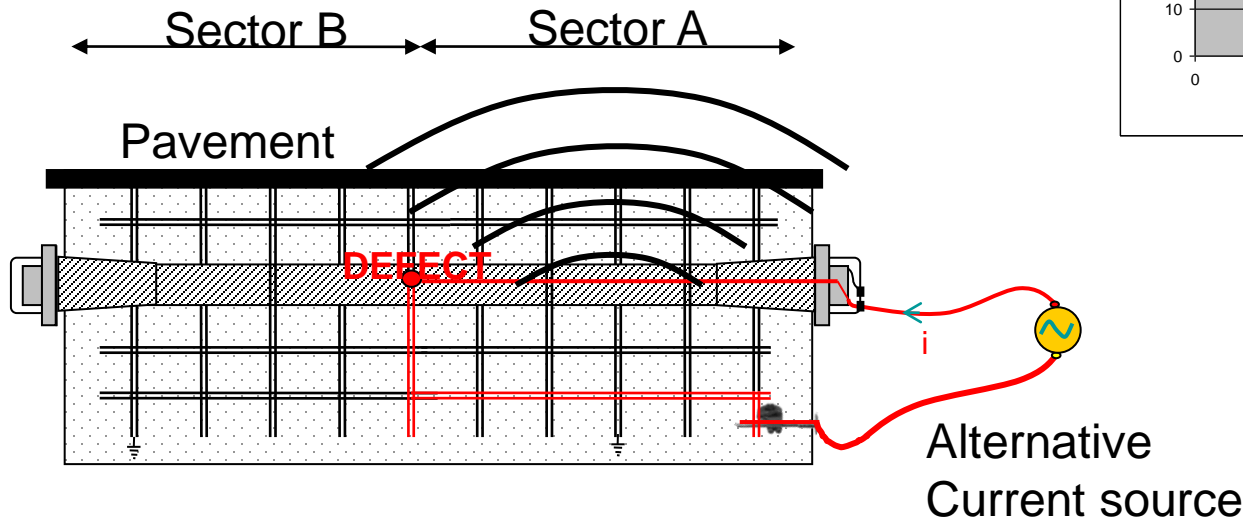 10
0
0
Sector B
Sector A
Pavement
DEFECT
i
Alternative
Current source